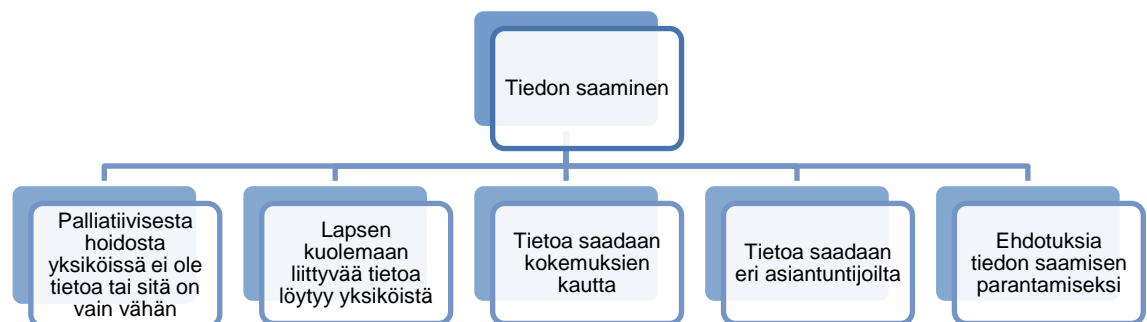 Tiedon saaminen
Palliatiivisesta
hoidosta
yksiköissä ei ole
tietoa tai sitä on
vain vähän
Lapsen
kuolemaan
liittyvää tietoa
löytyy yksiköistä
Tietoa saadaan
kokemuksien
kautta
Tietoa saadaan
eri asiantuntijoilta
Ehdotuksia
tiedon saamisen
parantamiseksi